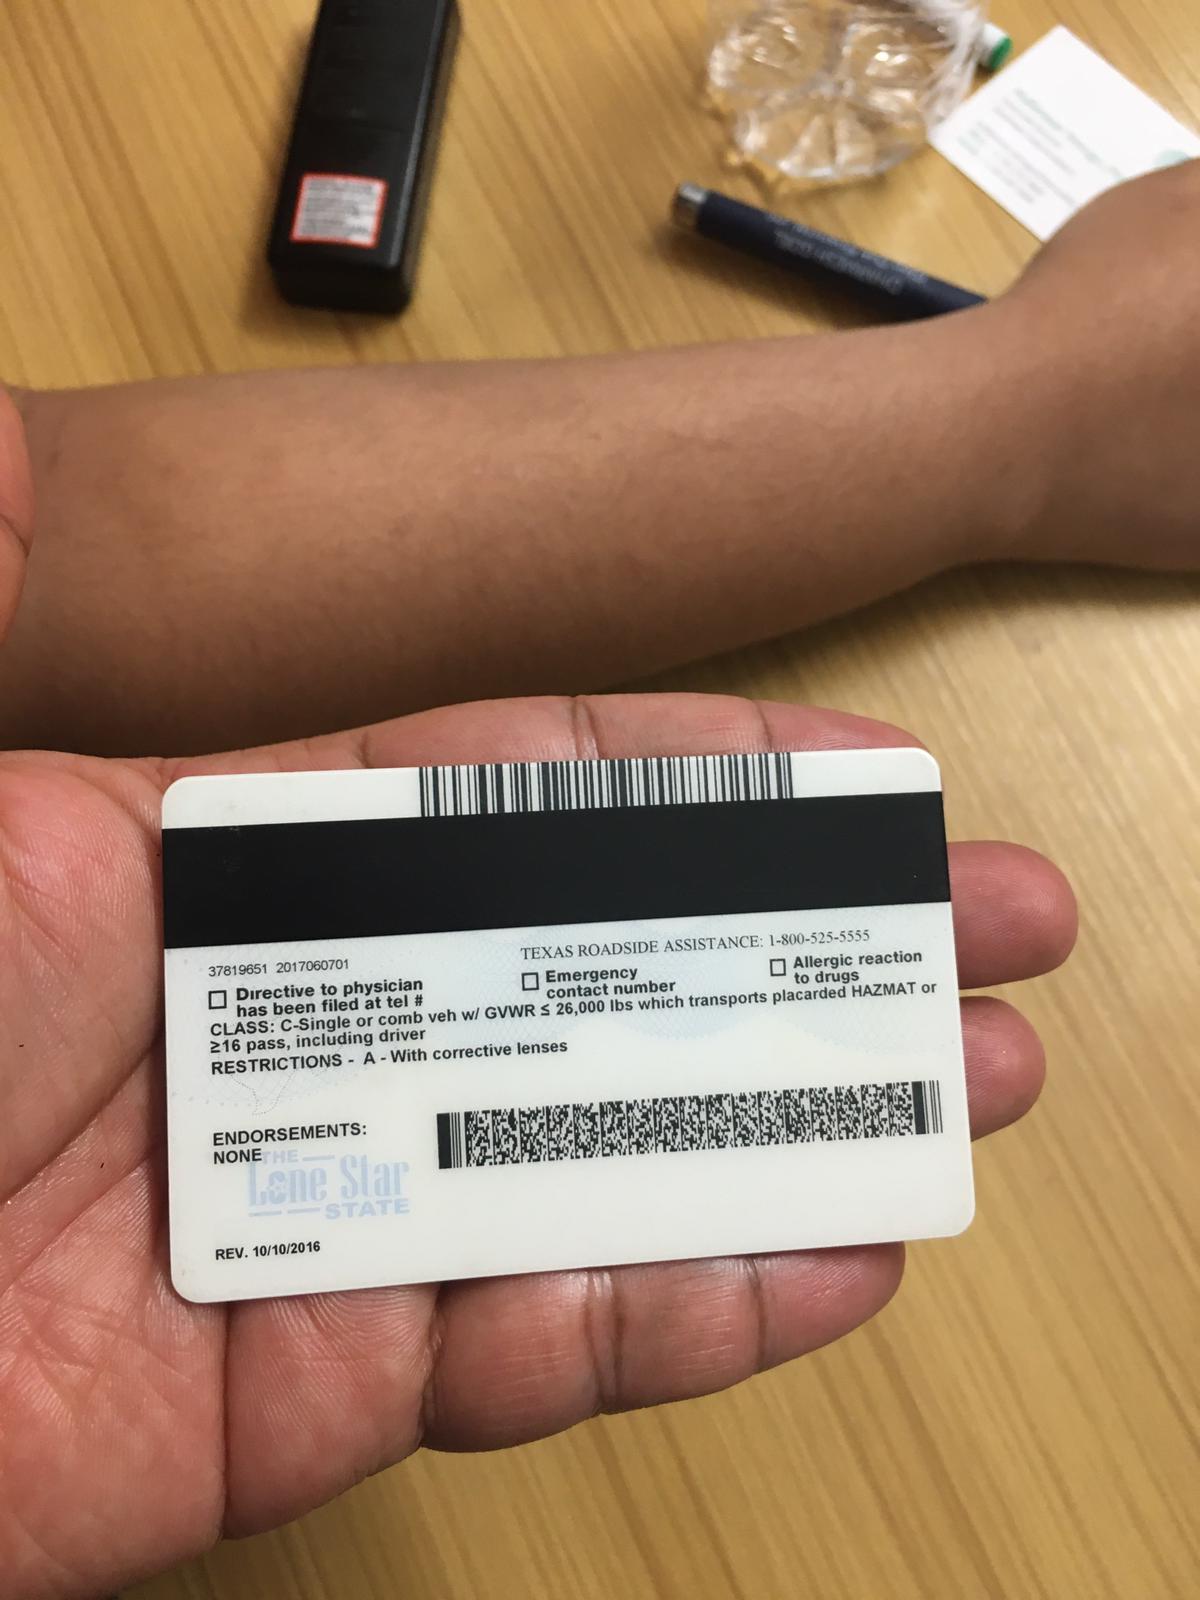 TEXAS ROADSIDE ASSISTANCE: 1-800-525-5555
37819651 2017060701
Directive to physician
has been filed at tel #
Emergency
contact number
Allergic reaction
to drugs
CLASS: C-Single or comb veh w/ GVWR ≤ 26,000 lbs which transports placarded HAZMAT or
≥16 pass, including driver
RESTRICTIONS - A - With corrective lenses
ENDORSEMENTS:
NONE
THE
Lone Star
STATE
REV. 10/10/2016